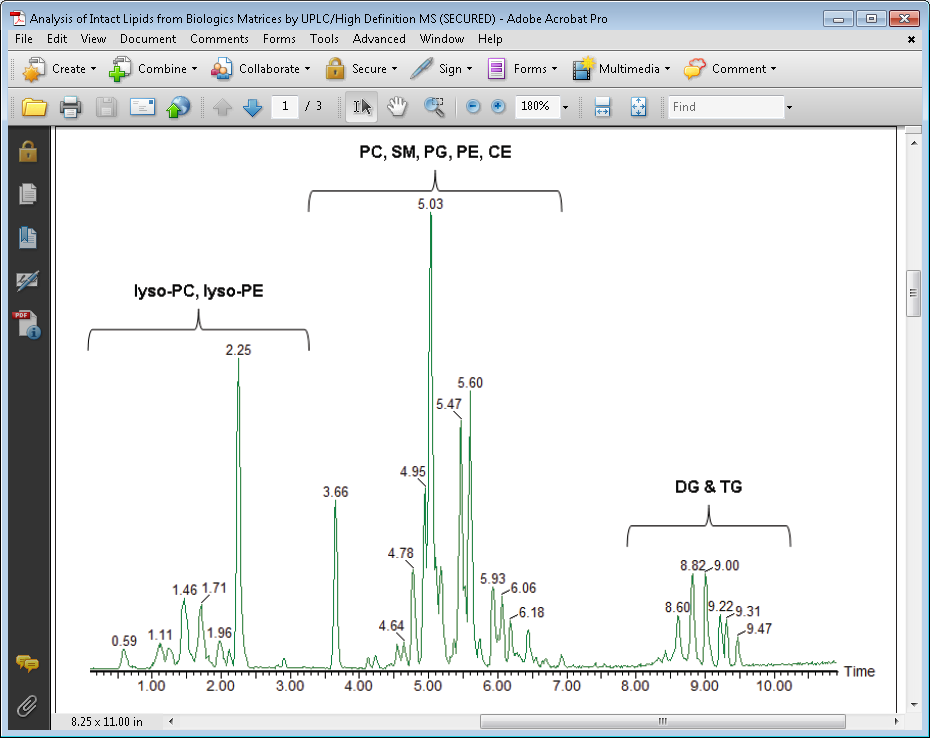 Analysis of Intact Lipids from Biologics Matrices by UPLC/High Definition MS (SECURED) - Adobe Acrobat Pro
File Edit View Document Comments Forms Tools Advanced Window Help
Create Combine Collaborate Secure Sign Forms Multimedia Comment
1 / 3 180% Find
PC, SM, PG, PE, CE
5.03
lyso-PC, lyso-PE
2.25
5.60
5.47
4.95
3.66
DG & TG
4.78
8.82 9.00
5.93
1.46 1.71
6.06
8.60 9.22
6.18
9.31
4.64
9.47
0.59 1.11 1.96
Time
1.00 2.00 3.00 4.00 5.00 6.00 7.00 8.00 9.00 10.00
PDF
8.25 x 11.00 in